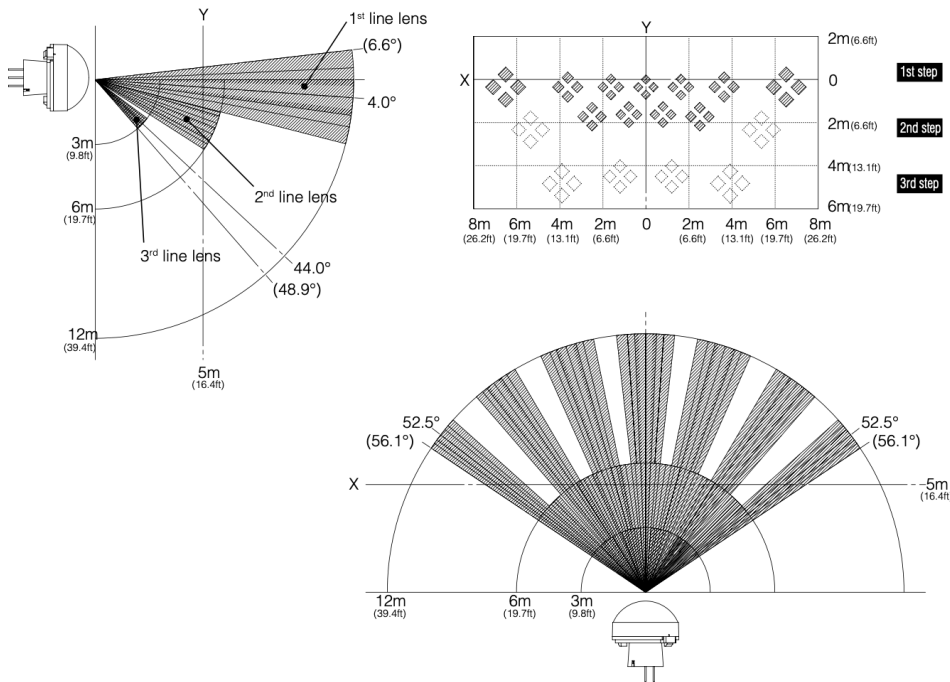 Y
1st line lens
(6.6°)
4.0°
3m
(9.8ft)
6m
(19.7ft)
2nd line lens
3rd line lens
44.0°
(48.9°)
12m
(39.4ft)
5m
(16.4ft)
Y
2m(6.6ft)
X
0
1st step
2m(6.6ft)
2nd step
4m(13.1ft)
3rd step
6m(19.7ft)
8m 6m 4m 2m 0 2m 4m 6m 8m
(26.2ft) (19.7ft) (13.1ft) (6.6ft) (6.6ft) (13.1ft) (19.7ft) (26.2ft)
52.5°
(56.1°)
52.5°
(56.1°)
X
5m
(16.4ft
12m 6m 3m
(39.4ft) (19.7ft) (9.8ft)